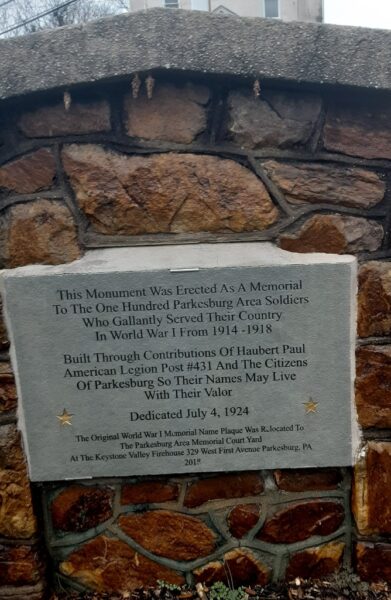 This Monument Was Erected As A Memorial
To The One Hundred Parkesburg Area Soldiers
Who Gallantly Served Their Country
In World War I From 1914 -1918
Built Through Contributions Of Haubert Paul
American Legion Post #431 And The Citizens
Of Parkesburg So Their Names May Live
With Their Valor
Dedicated July 4, 1924
The Original World War I Memorial Name Plaque Was Relocated To
The Parkesburg Area Memorial Court Yard
At The Keystone Valley Firehouse 329 West First Avenue Parkesburg, PA